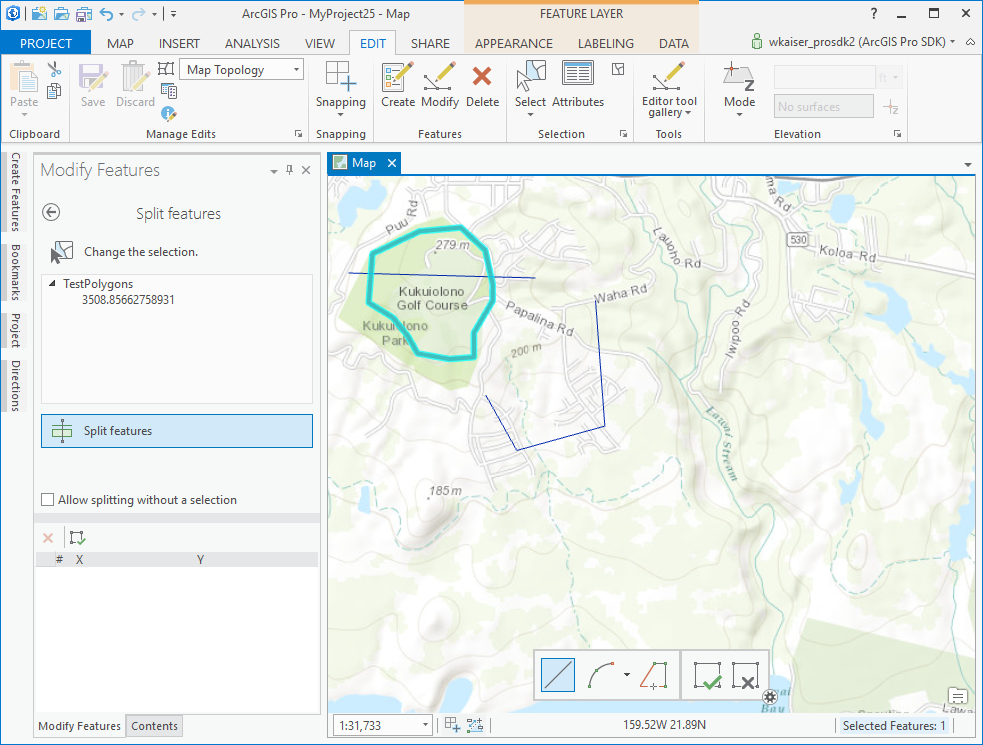 ArcGIS Pro - MyProject25 - Map
FEATURE LAYER
?
PROJECT
MAP
INSERT
ANALYSIS
VIEW
EDIT
SHARE
APPEARANCE
LABELING
DATA
wkaiser_prosdk2 (ArcGIS Pro SDK)
Paste
Save
Discard
Map Topology
Snapping
Create
Modify
Delete
Select
Attributes
Editor tool
gallery
Mode
ft
No surfaces
Clipboard
Manage Edits
Snapping
Features
Selection
Tools
Elevation
Create Features
Bookmarks
Project
Directions
Modify Features
Split features
Change the selection.
TestPolygons
3508.85662758931
Split features
Allow splitting without a selection
# X Y
Modify Features
Contents
Map
Puu Rd
279 m
Kukuiolono
Golf Course
Kukuiolono
Park
Papalina Rd
Waha Rd
200 m
Lauoho Rd
ma Rd
530
Koloa Rd
Iwipoo Rd
Lawai Stream
185 m
ai
Bay
Lawa
1:31,733
159.52W 21.89N
Selected Features: 1